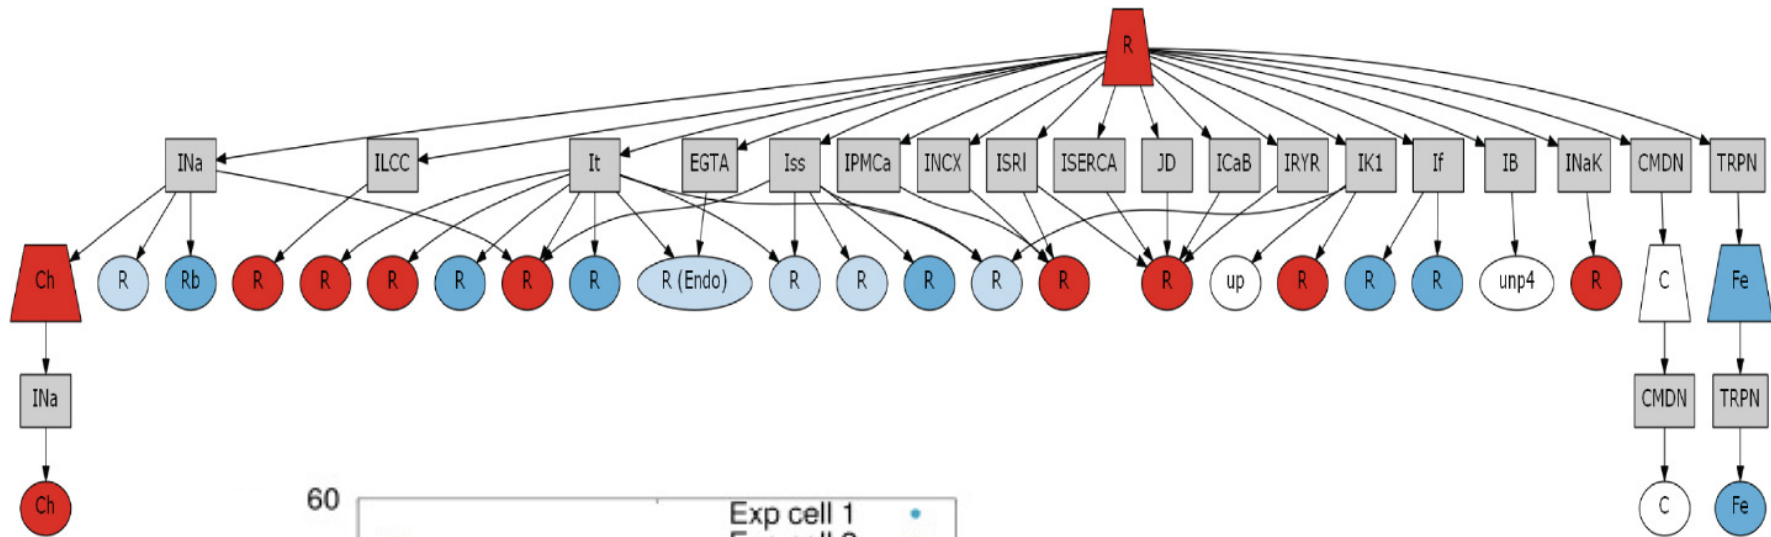 R
INa ILCC It EGTA Iss IPMCa INCX ISRl ISERCA JD ICaB IRYR IK1 If IB INaK CMDN TRPN
Ch R Rb R R R R R R R (Endo) R R R R R R up R R R unp4 R C Fe
INa CMDN TRPN
Ch C Fe
60
Exp cell 1